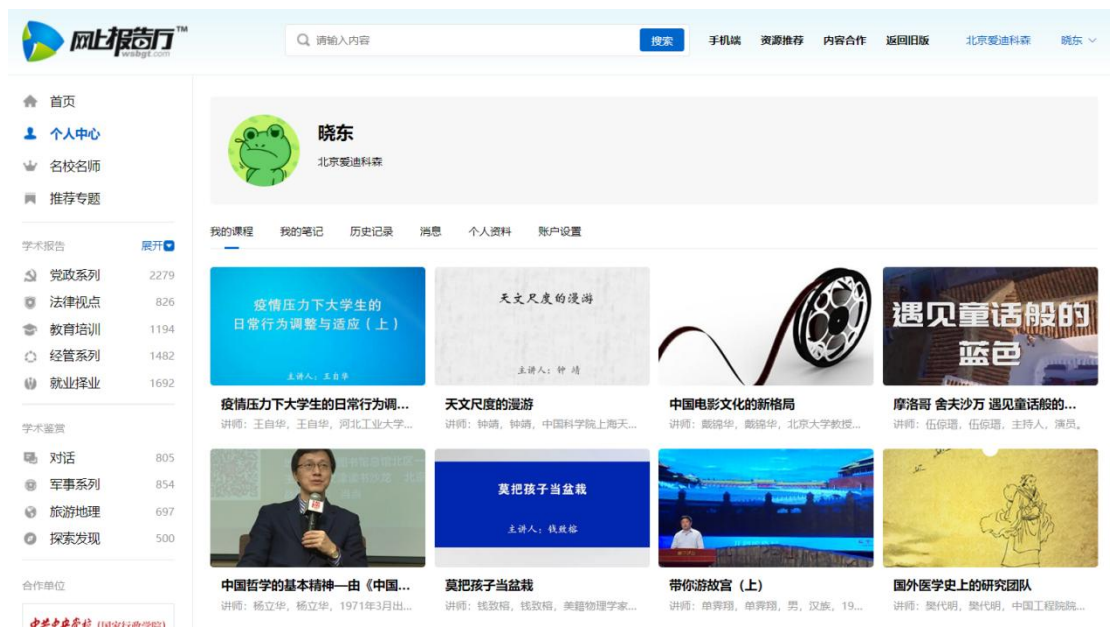 网上报告厅™
wsbgt.com
请输入内容
搜索
手机端 资源推荐 内容合作 返回旧版 北京爱迪科森 晓东
首页
个人中心
名校名师
推荐专题
学术报告 展开
党政系列 2279
法律视点 826
教育培训 1194
经管系列 1482
就业择业 1692
学术鉴赏
对话 805
军事系列 854
旅游地理 697
探索发现 500
合作单位
中共中央党校(国家行政学院)
晓东
北京爱迪科森
我的课程 我的笔记 历史记录 消息 个人资料 账户设置
疫情压力下大学生的
日常行为调整与适应(上)
主讲人:王自华
天文尺度的漫游
主讲人:钟 靖
遇见童话般的
蓝色
疫情压力下大学生的日常行为调...
讲师:王自华,王自华,河北工业大学...
天文尺度的漫游
讲师:钟靖,钟靖,中国科学院上海天...
中国电影文化的新格局
讲师:戴锦华,戴锦华,北京大学教授...
摩洛哥 舍夫沙万 遇见童话般的...
讲师:伍倞瑨,伍倞瑨,主持人,演员。
莫把孩子当盆栽
主讲人:钱致榕
中国哲学的基本精神—由《中国...
讲师:杨立华,杨立华,1971年3月出...
莫把孩子当盆栽
讲师:钱致榕,钱致榕,美籍物理学家...
带你游故宫(上)
讲师:单霁翔,单霁翔,男,汉族,19...
国外医学史上的研究团队
讲师:樊代明,樊代明,中国工程院院...